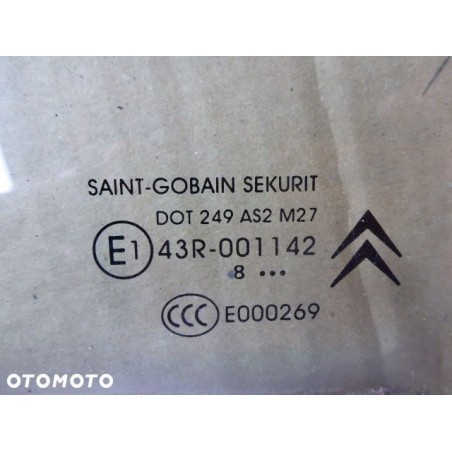 SAINT-GOBAIN SEKURIT
DOT 249 AS2 M27
E1 43R-001142
8 •••
CCC E000269
OTOMOTO